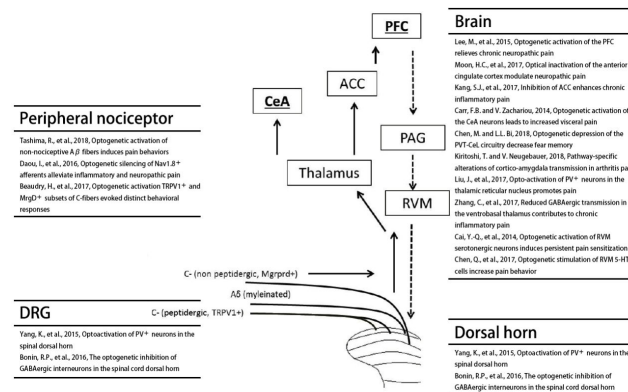 PFC
ACC
CeA
PAG
Thalamus
RVM
C- (non peptidergic, Mgrprd+)
Aδ (myleinated)
C- (peptidergic, TRPV1+)
Peripheral nociceptor
Tashima, R., et al., 2018, Optogenetic activation of
non-nociceptive Aβ fibers induces pain behaviors
Daou, I., et al., 2016, Optogenetic silencing of Nav1.8+
afferents alleviate inflammatory and neuropathic pain
Beaudry, H., et al., 2017, Optogenetic activation TRPV1+ and
MrgD+ subsets of C-fibers evoked distinct behavioral
responses
DRG
Yang, K., et al., 2015, Optoactivation of PV+ neurons in the
spinal dorsal horn
Bonin, R.P., et al., 2016, The optogenetic inhibition of
GABAergic interneurons in the spinal cord dorsal horn
Brain
Lee, M., et al., 2015, Optogenetic activation of the PFC
relieves chronic neuropathic pain
Moon, H.C., et al., 2017, Optical inactivation of the anterior
cingulate cortex modulate neuropathic pain
Kang, S.J., et al., 2017, Inhibition of ACC enhances chronic
inflammatory pain
Carr, F.B. and V. Zachariou, 2014, Optogenetic activation of
the CeA neurons leads to increased visceral pain
Chen, M. and L.L. Bi, 2018, Optogenetic depression of the
PVT-CeL circuitry decrease fear memory
Kiritoshi, T. and V. Neugebauer, 2018, Pathway-specific
alterations of cortico-amygdala transmission in arthritis pa
Liu, J., et al., 2017, Opto-activation of PV+ neurons in the
thalamic reticular nucleus promotes pain
Zhang, C., et al., 2017, Reduced GABAergic transmission in
the ventrobasal thalamus contributes to chronic
inflammatory pain
Cai, Y.-Q., et al., 2014, Optogenetic activation of RVM
serotonergic neurons induces persistent pain sensitization
Chen, Q., et al., 2017, Optogenetic stimulation of RVM 5-HT
cells increase pain behavior
Dorsal horn
Yang, K., et al., 2015, Optoactivation of PV+ neurons in the
spinal dorsal horn
Bonin, R.P., et al., 2016, The optogenetic inhibition of
GABAergic interneurons in the spinal cord dorsal horn